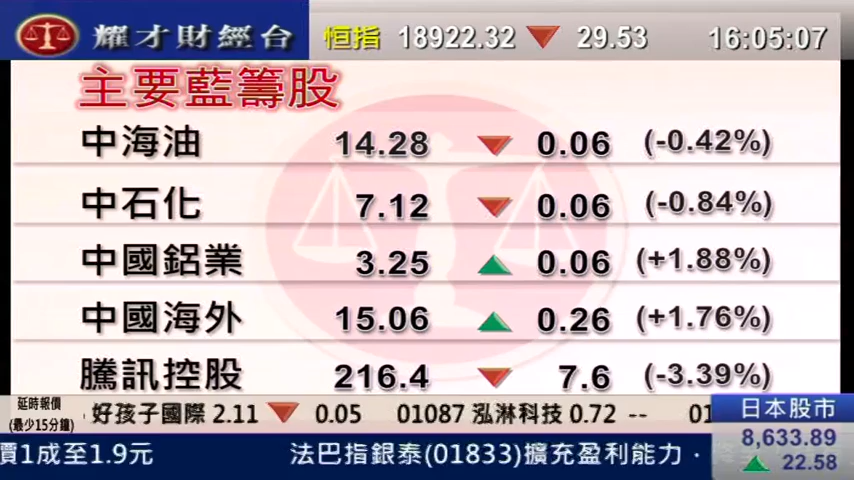 耀才財經台 恒指 18922.32 ▼ 29.53 16:05:07
主要藍籌股
中海油 14.28 ▼ 0.06 (-0.42%)
中石化 7.12 ▼ 0.06 (-0.84%)
中國鋁業 3.25 ▲ 0.06 (+1.88%)
中國海外 15.06 ▲ 0.26 (+1.76%)
騰訊控股 216.4 ▼ 7.6 (-3.39%)
延時報價
(最少15分鐘)
好孩子國際 2.11 ▼ 0.05 01087 泓淋科技 0.72 -- 01
日本股市
8,633.89
▲ 22.58
價1成至1.9元 法巴指銀泰(01833)擴充盈利能力．